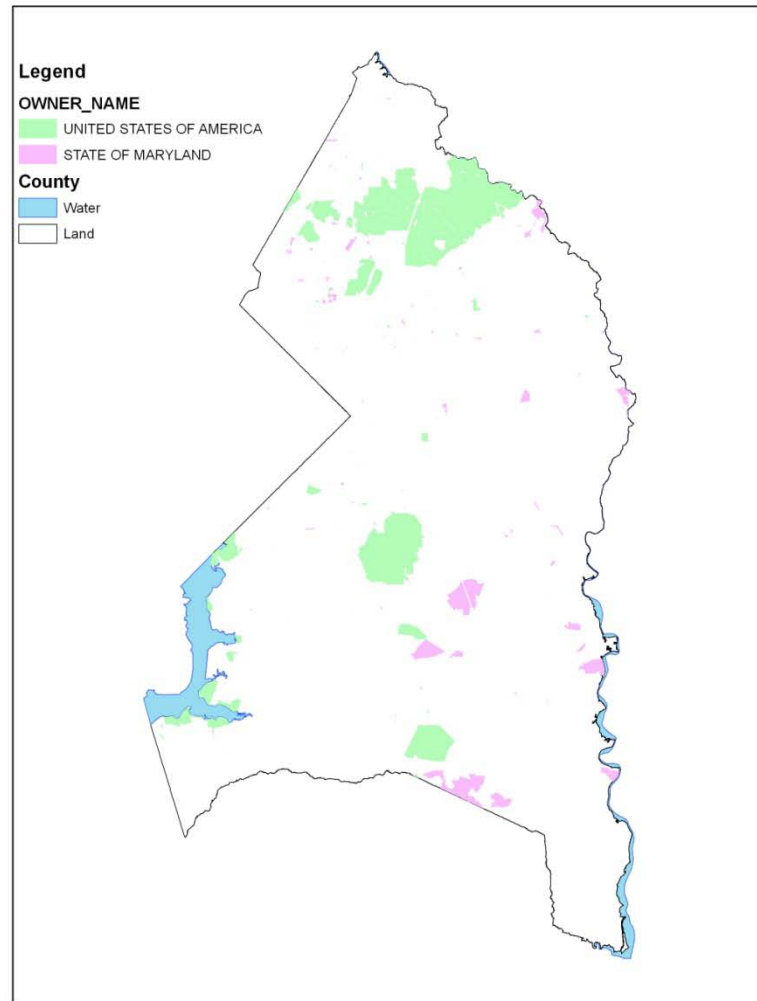 Legend
OWNER_NAME
UNITED STATES OF AMERICA
STATE OF MARYLAND
County
Water
Land